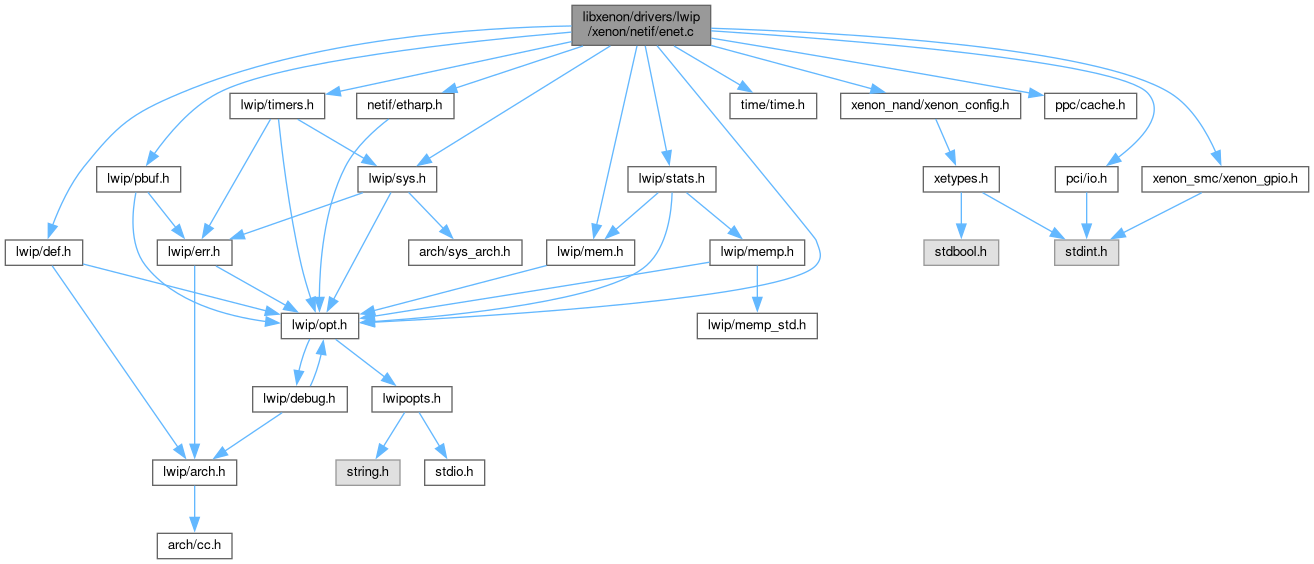 libxenon/drivers/lwip
/xenon/netif/enet.c
lwip/timers.h
netif/etharp.h
time/time.h
xenon_nand/xenon_config.h
ppc/cache.h
lwip/pbuf.h
lwip/sys.h
lwip/stats.h
xetypes.h
pci/io.h
xenon_smc/xenon_gpio.h
lwip/def.h
lwip/err.h
arch/sys_arch.h
lwip/mem.h
lwip/memp.h
stdbool.h
stdint.h
lwip/opt.h
lwip/memp_std.h
lwip/debug.h
lwipopts.h
lwip/arch.h
string.h
stdio.h
arch/cc.h